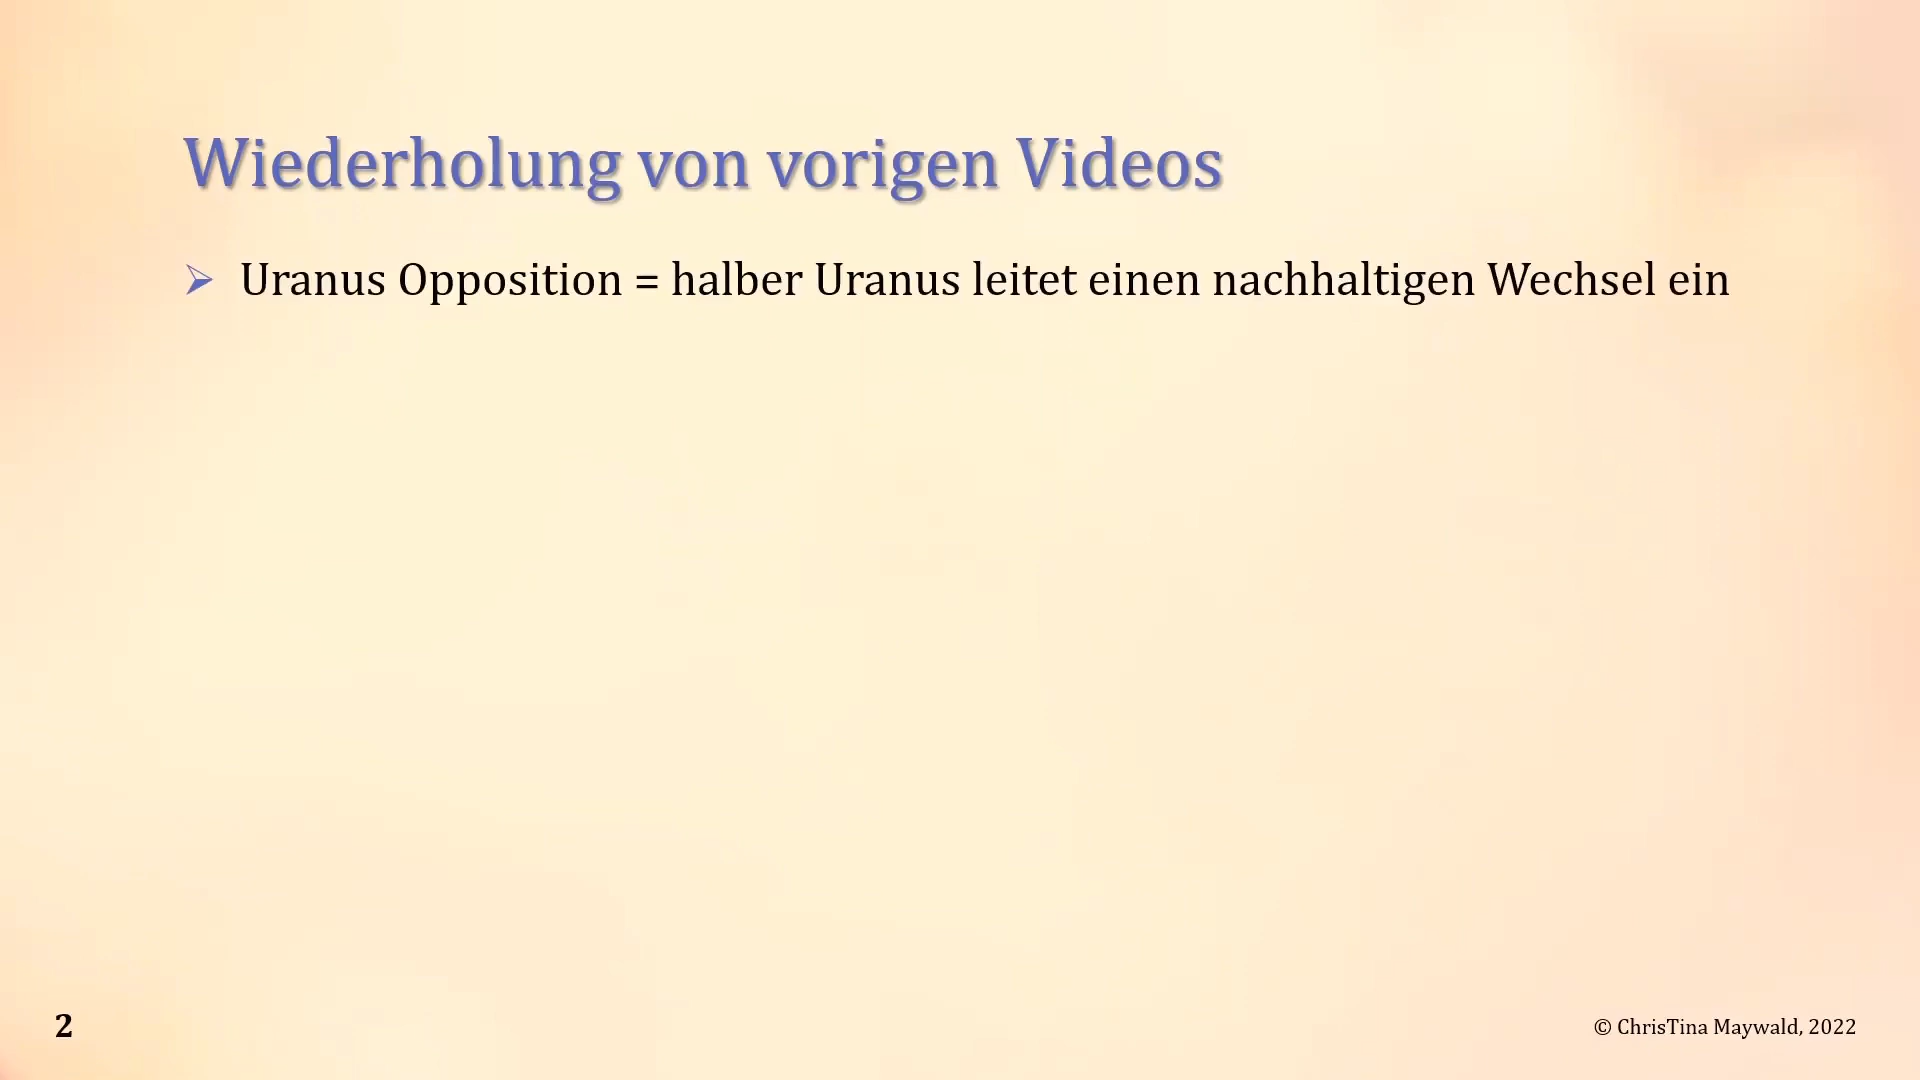 Wiederholung von vorigen Videos
Uranus Opposition = halber Uranus leitet einen nachhaltigen Wechsel ein
2
© ChrisTina Maywald, 2022